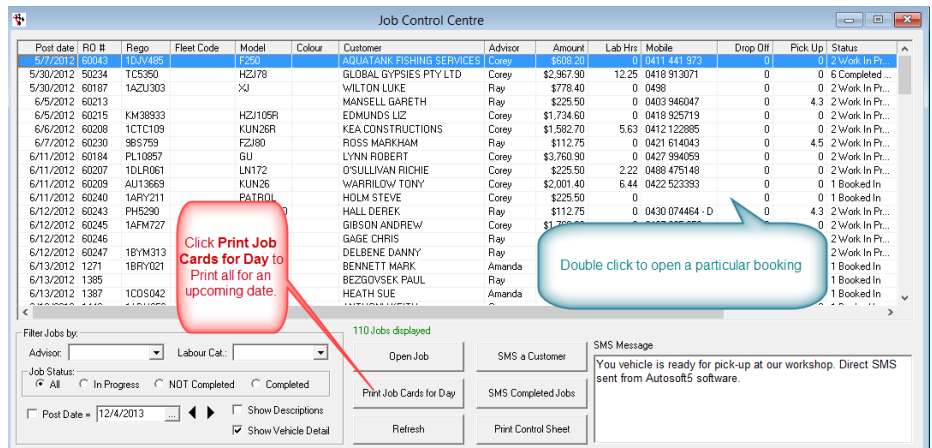 Job Control Centre
Post date RO # Rego Fleet Code Model Colour Customer Advisor Amount Lab Hrs Mobile Drop Off Pick Up Status
5/7/2012 60043 1DJV485 F250 AQUATANK FISHING SERVICES Corey $608.20 0 0411 441 973 0 0 2 Work In Pr...
5/30/2012 50234 TC5350 HZJ78 GLOBAL GYPSIES PTY LTD Corey $2,967.90 12.25 0418 913071 0 0 6 Completed ...
5/30/2012 60187 1AZU303 XJ WILTON LUKE Ray $778.40 0 0498 0 0 2 Work In Pr...
6/5/2012 60213 MANSELL GARETH Ray $225.50 0 0403 946047 0 4.3 2 Work In Pr...
6/5/2012 60215 KM38933 HZJ105R EDMUNDS LIZ Corey $1,734.60 0 0418 925719 0 0 2 Work In Pr...
6/6/2012 60208 1CTC109 KUN26R KEA CONSTRUCTIONS Corey $1,582.70 5.63 0412 122885 0 0 2 Work In Pr...
6/7/2012 60230 9BS759 FZJ80 ROSS MARKHAM Ray $112.75 0 0421 614043 0 4.5 2 Work In Pr...
6/11/2012 60184 PL10857 GU LYNN ROBERT Corey $3,760.90 0 0427 994059 0 0 2 Work In Pr...
6/11/2012 60207 1DLR061 LN172 O'SULLIVAN RICHIE Corey $225.50 2.22 0488 475148 0 0 2 Work In Pr...
6/11/2012 60209 AU13669 KUN26 WARRILOW TONY Corey $2,001.40 6.44 0422 523393 0 0 1 Booked In
6/11/2012 60240 1ARY211 PATROL HOLM STEVE Corey $225.50 0 0 0 1 Booked In
6/12/2012 60243 PH5290 HALL DEREK Ray $112.75 0 0430 074464 - D 0 4.3 2 Work In Pr...
6/12/2012 60245 1AFM727 GIBSON ANDREW Corey 2 Work In Pr...
6/12/2012 60246 GAGE CHRIS Ray 2 Work In Pr...
6/12/2012 60247 1BYM313 DELBENE DANNY Ray 2 Work In Pr...
6/13/2012 1271 1BRY021 BENNETT MARK Amanda 1 Booked In
6/13/2012 1385 BEZGOVSEK PAUL Ray 1 Booked In
6/13/2012 1387 1COS042 HEATH SUE Amanda 1 Booked In
Click Print Job
Cards for Day to
Print all for an
upcoming date.
Double click to open a particular booking
Filter Jobs by:
Advisor: Labour Cat.:
Job Status:
All In Progress NOT Completed Completed
Post Date = 12/4/2013 ... Show Descriptions
Show Vehicle Detail
110 Jobs displayed
Open Job SMS a Customer
Print Job Cards for Day SMS Completed Jobs
Refresh Print Control Sheet
SMS Message
You vehicle is ready for pick-up at our workshop. Direct SMS
sent from Autosoft5 software.